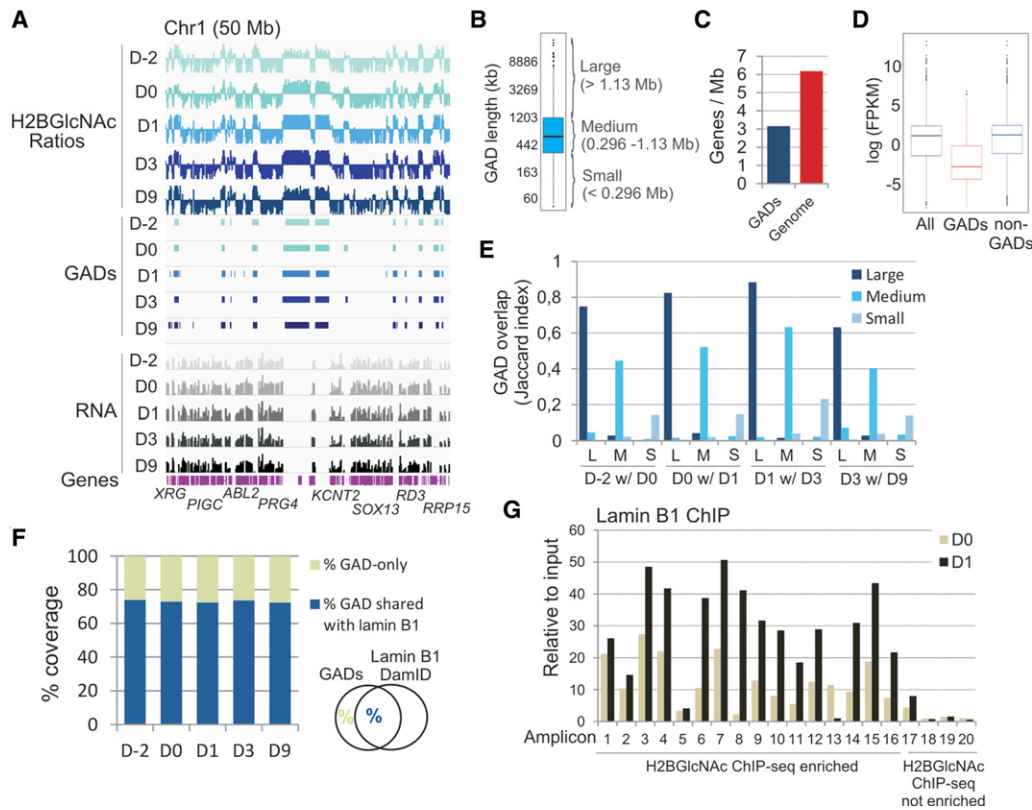 A
Chr1 (50 Mb)
D-2
D0
H2BGlcNAc
Ratios
D1
D3
D9
D-2
D0
GADs
D1
D3
D9
D-2
D0
RNA
D1
D3
D9
Genes
XRG
PIGC
ABL2
PRG4
KCNT2
SOX13
RD3
RRP15
B
GAD length (kb)
8886
3269
1203
442
163
60
Large
(> 1.13 Mb)
Medium
(0.296 -1.13 Mb)
Small
(< 0.296 Mb)
C
Genes / Mb
7
6
5
4
3
2
1
0
GADs
Genome
D
log (FPKM)
10
5
0
-5
All
GADs
non-
GADs
E
GAD overlap
(Jaccard index)
1
0,8
0,6
0,4
0,2
0
Large
Medium
Small
L M S L M S L M S L M S
D-2 w/ D0 D0 w/ D1 D1 w/ D3 D3 w/ D9
F
% coverage
100
80
60
40
20
0
D-2 D0 D1 D3 D9
% GAD-only
% GAD shared
with lamin B1
GADs
Lamin B1
DamID
% %
G
Lamin B1 ChIP
Relative to input
60
50
40
30
20
10
0
D0
D1
Amplicon 1 2 3 4 5 6 7 8 9 10 11 12 13 14 15 16 17 18 19 20
H2BGlcNAc ChIP-seq enriched
H2BGlcNAc
ChIP-seq
not enriched